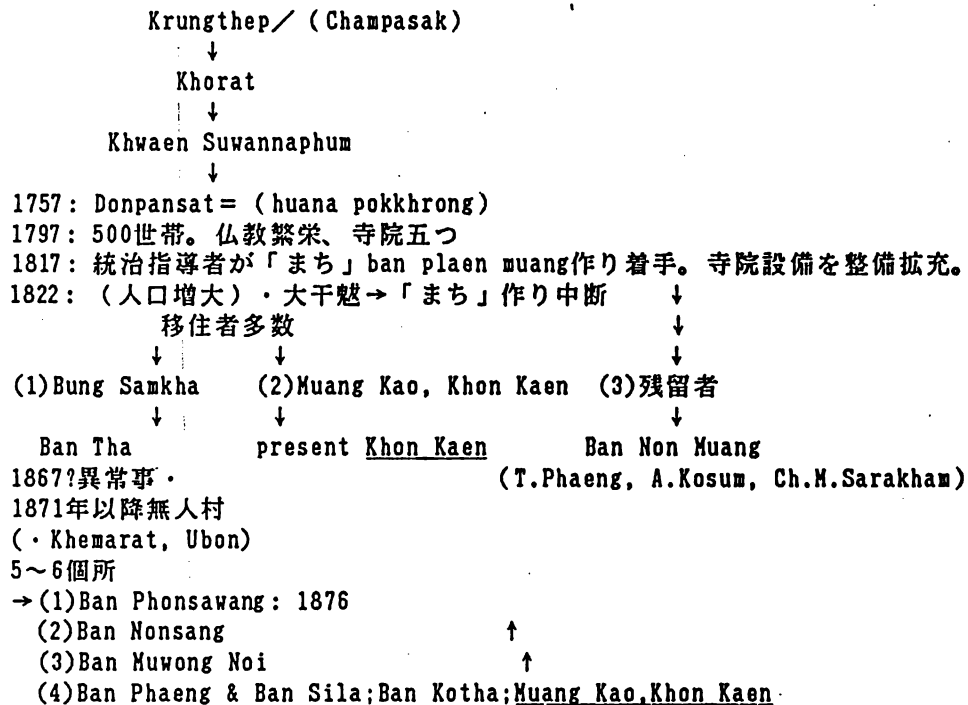 Krungthep／ (Champasak)
↓
Khorat
↓
Khwaen Suwannaphum
↓
1757: Donpansat= (huana pokkhrong)
1797: 500世帯。仏教繁栄、寺院五つ
1817: 統治指導者が「まち」ban plaen muang作り着手。寺院設備を整備拡充。
1822: (人口増大)・大干魃→「まち」作り中断 ↓
移住者多数 ↓
↓ ↓ ↓
(1)Bung Samkha (2)Muang Kao, Khon Kaen (3)残留者
↓ ↓ ↓
Ban Tha present Khon Kaen Ban Non Muang
1867?異常事・ (T.Phaeng, A.Kosum, Ch.M.Sarakham)
1871年以降無人村
(・Khemarat, Ubon)
5～6個所
→(1)Ban Phonsawang: 1876
(2)Ban Nonsang ↑
(3)Ban Muwong Noi ↑
(4)Ban Phaeng & Ban Sila;Ban Kotha;Muang Kao,Khon Kaen